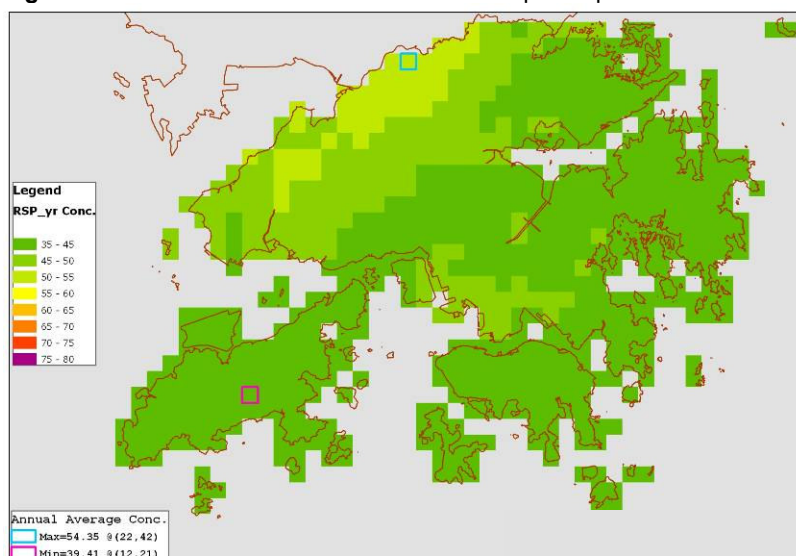 Legend
RSP_yr Conc.
35 - 45
45 - 50
50 - 55
55 - 60
60 - 65
65 - 70
70 - 75
75 - 80
Annual Average Conc.
Max=54.35 @(22,42)
Min=39.41 @(12,21)